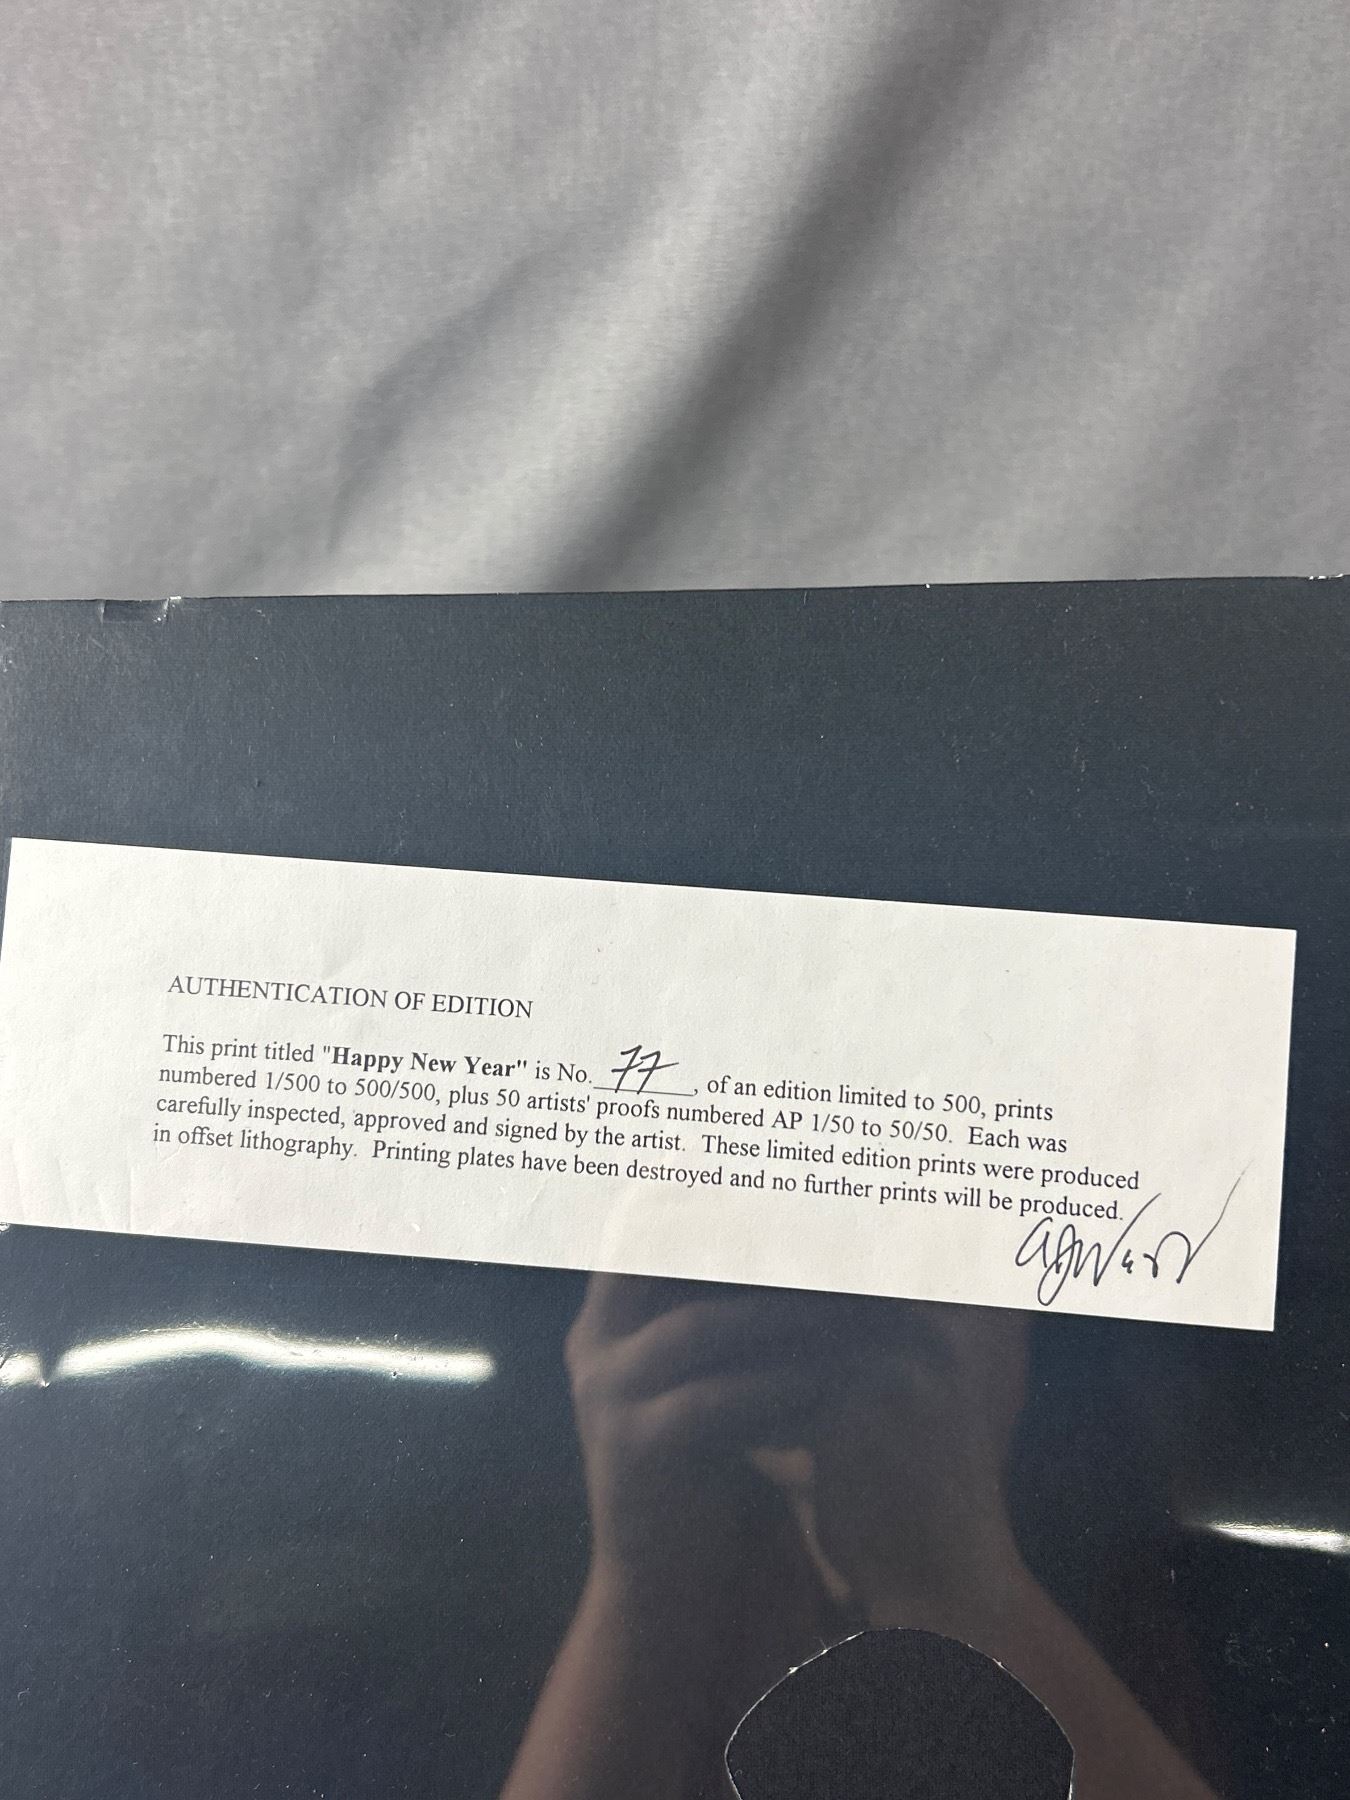 AUTHENTICATION OF EDITION
This print titled "Happy New Year" is No. 77, of an edition limited to 500, prints
numbered 1/500 to 500/500, plus 50 artists' proofs numbered AP 1/50 to 50/50. Each was
carefully inspected, approved and signed by the artist. These limited edition prints were produced
in offset lithography. Printing plates have been destroyed and no further prints will be produced.